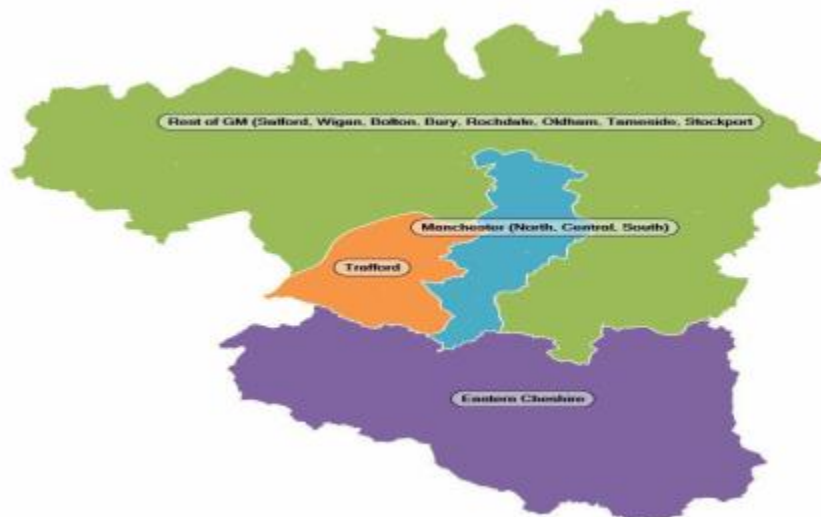 Rest of GM (Salford, Wigan, Bolton, Bury, Rochdale, Oldham, Tameside, Stockport
Manchester (North, Central, South)
Trafford
Eastern Cheshire